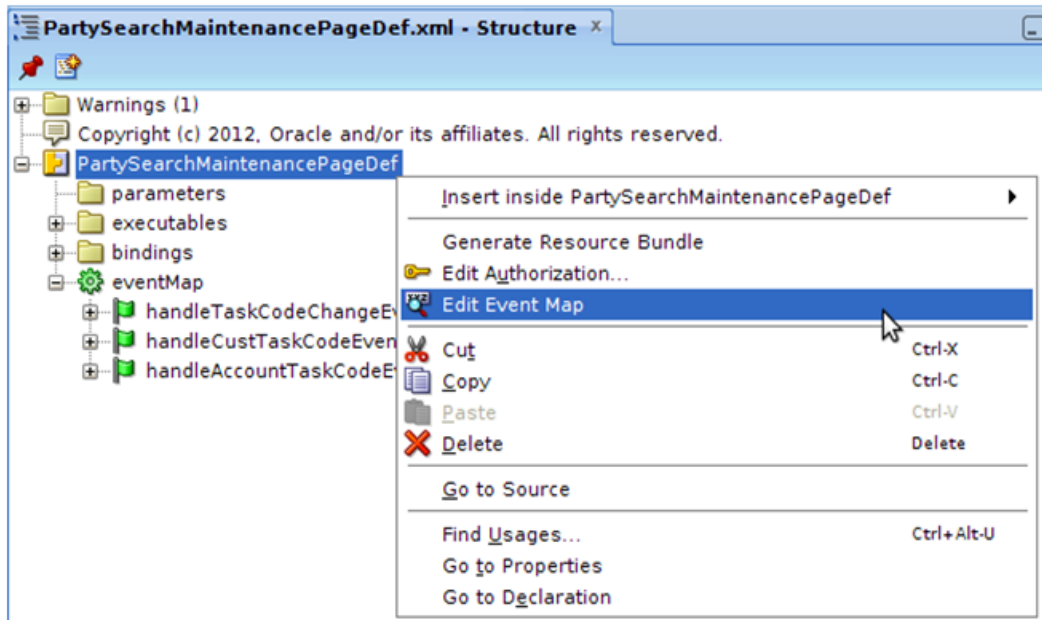 PartySearchMaintenancePageDef.xml - Structure x
Warnings (1)
Copyright (c) 2012, Oracle and/or its affiliates. All rights reserved.
PartySearchMaintenancePageDef
parameters
executables
bindings
eventMap
handleTaskCodeChangeEv
handleCustTaskCodeEven
handleAccountTaskCodeE
Insert inside PartySearchMaintenancePageDef
Generate Resource Bundle
Edit Authorization...
Edit Event Map
Cut Ctrl-X
Copy Ctrl-C
Paste Ctrl-V
Delete Delete
Go to Source
Find Usages... Ctrl+Alt-U
Go to Properties
Go to Declaration